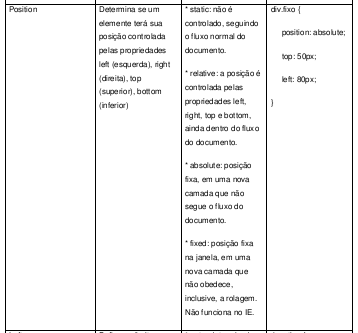 Position
Determina se um
elemento terá sua
posição controlada
pelas propriedades
left (esquerda), right
(direita), top
(superior), bottom
(inferior)
* static: não é
controlado, seguindo
o fluxo normal do
documento.
* relative: a posição é
controlada pelas
propriedades left,
right, top e bottom,
ainda dentro do fluxo
do documento.
* absolute: posição
fixa, em uma nova
camada que não
segue o fluxo do
documento.
* fixed: posição fixa
na janela, em uma
nova camada que
não obedece,
inclusive, a rolagem.
Não funciona no IE.
div.fixo {
position: absolute;
top: 50px;
left: 80px;
}